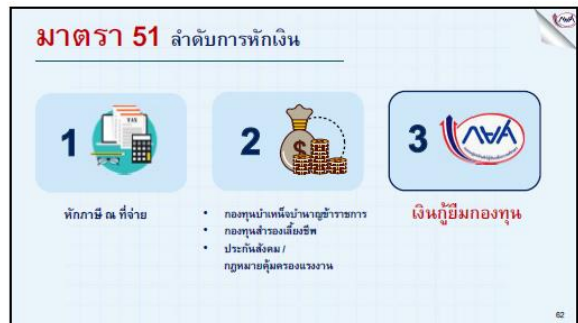 มาตรา 51 ลำดับการหักเงิน
1
2
3
หักภาษี ณ ที่จ่าย
• กองทุนบำเหน็จบำนาญข้าราชการ
• กองทุนสำรองเลี้ยงชีพ
• ประกันสังคม /
กฎหมายคุ้มครองแรงงาน
เงินกู้ยืมกองทุน
62